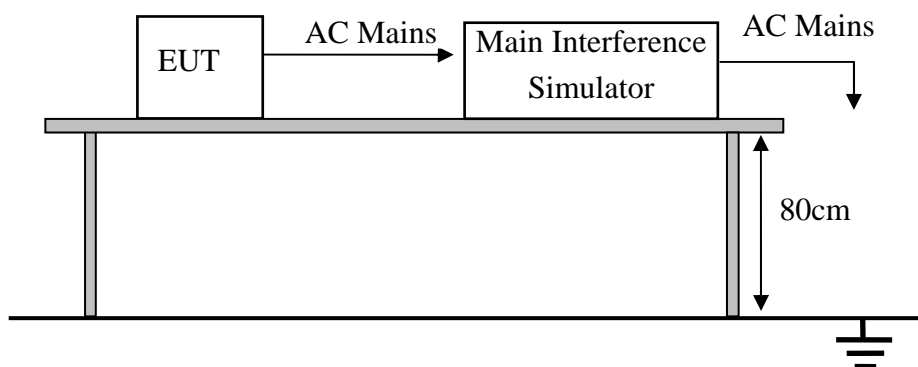 EUT
AC Mains
Main Interference
Simulator
AC Mains
80cm